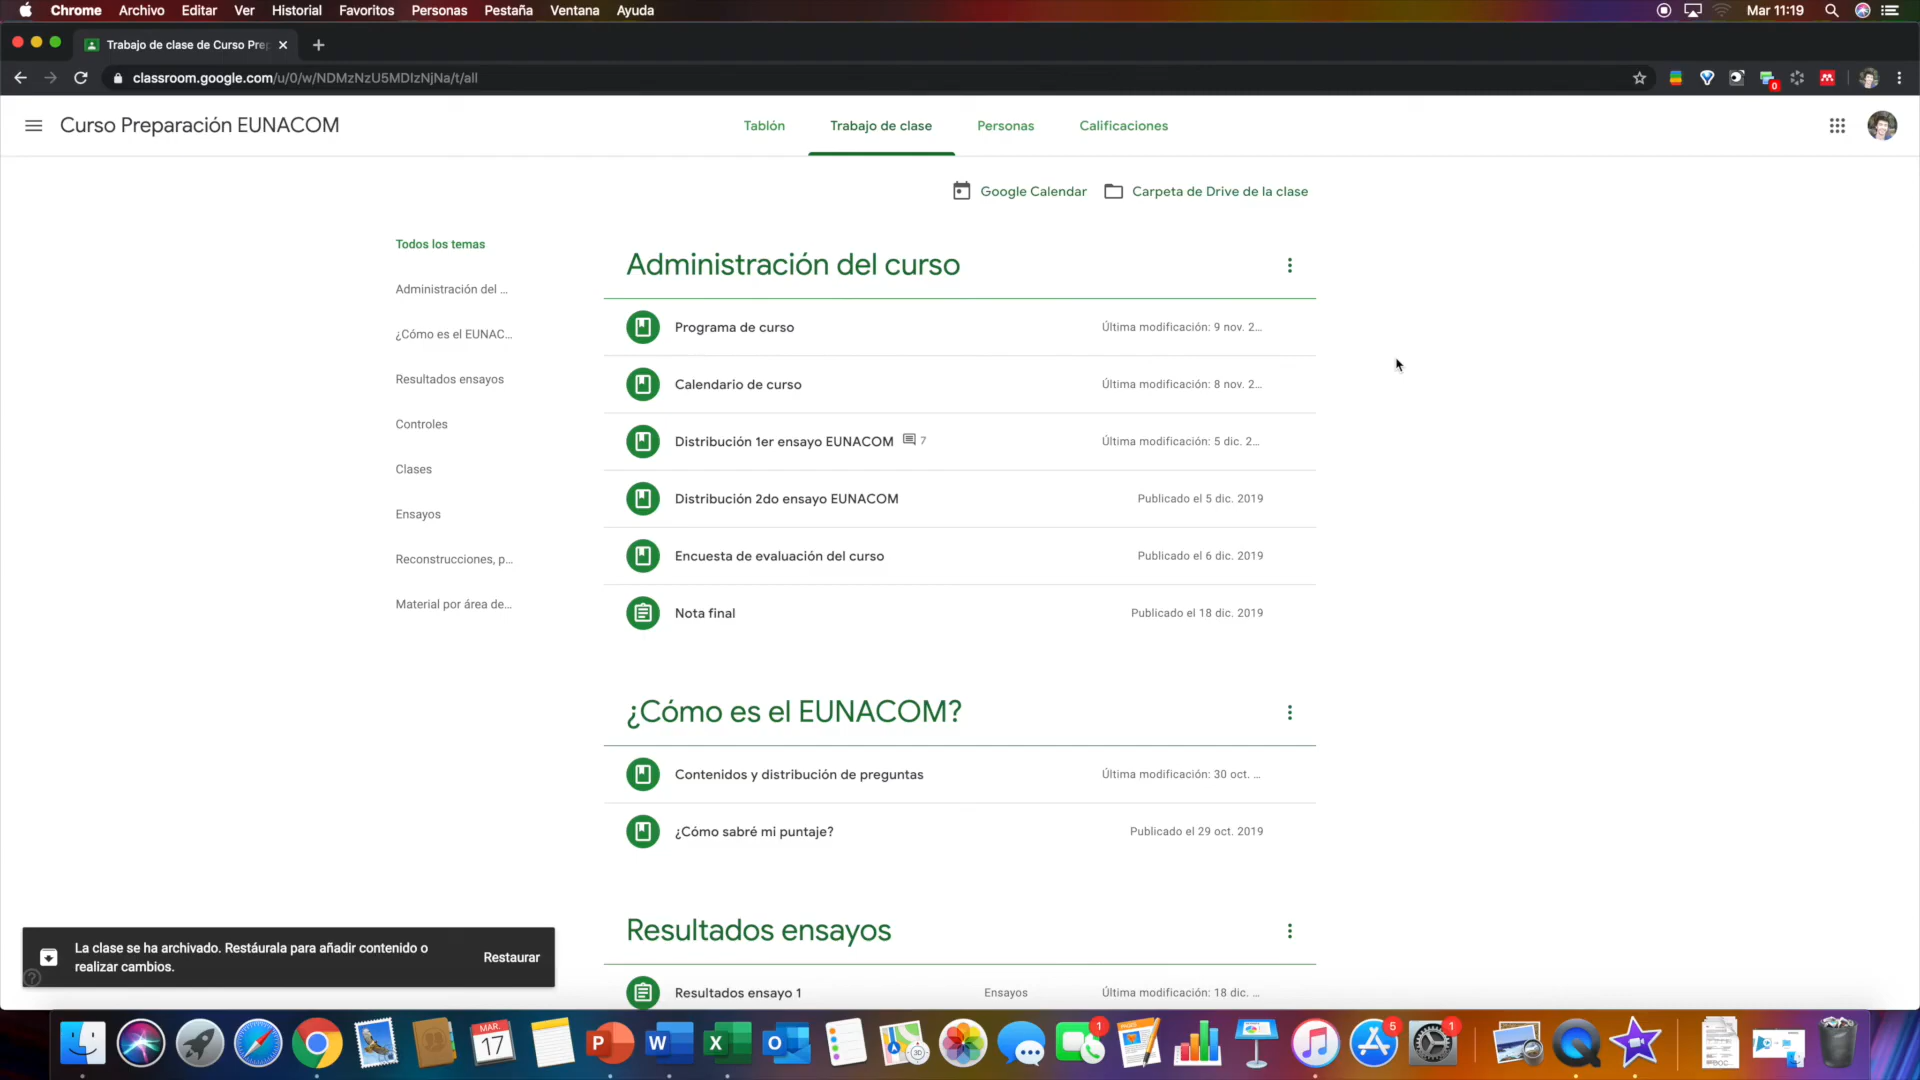 Chrome Archivo Editar Ver Historial Favoritos Personas Pestaña Ventana Ayuda Mar 11:19
Trabajo de clase de Curso Pre
classroom.google.com/u/0/w/NDMzNzU5MDIzNjNa/t/all
0
Curso Preparación EUNACOM
Tablón Trabajo de clase Personas Calificaciones
Google Calendar Carpeta de Drive de la clase
Todos los temas
Administración del ...
¿Cómo es el EUNAC...
Resultados ensayos
Controles
Clases
Ensayos
Reconstrucciones, p...
Material por área de...
Administración del curso
Programa de curso Última modificación: 9 nov. 2...
Calendario de curso Última modificación: 8 nov. 2...
Distribución 1er ensayo EUNACOM 7 Última modificación: 5 dic. 2...
Distribución 2do ensayo EUNACOM Publicado el 5 dic. 2019
Encuesta de evaluación del curso Publicado el 6 dic. 2019
Nota final Publicado el 18 dic. 2019
¿Cómo es el EUNACOM?
Contenidos y distribución de preguntas Última modificación: 30 oct. ...
¿Cómo sabré mi puntaje? Publicado el 29 oct. 2019
Resultados ensayos
Resultados ensayo 1 Ensayos Última modificación: 18 dic. ...
La clase se ha archivado. Restáurala para añadir contenido o
realizar cambios.
Restaurar
MAR.
17
P W X O 3D 1 5 1